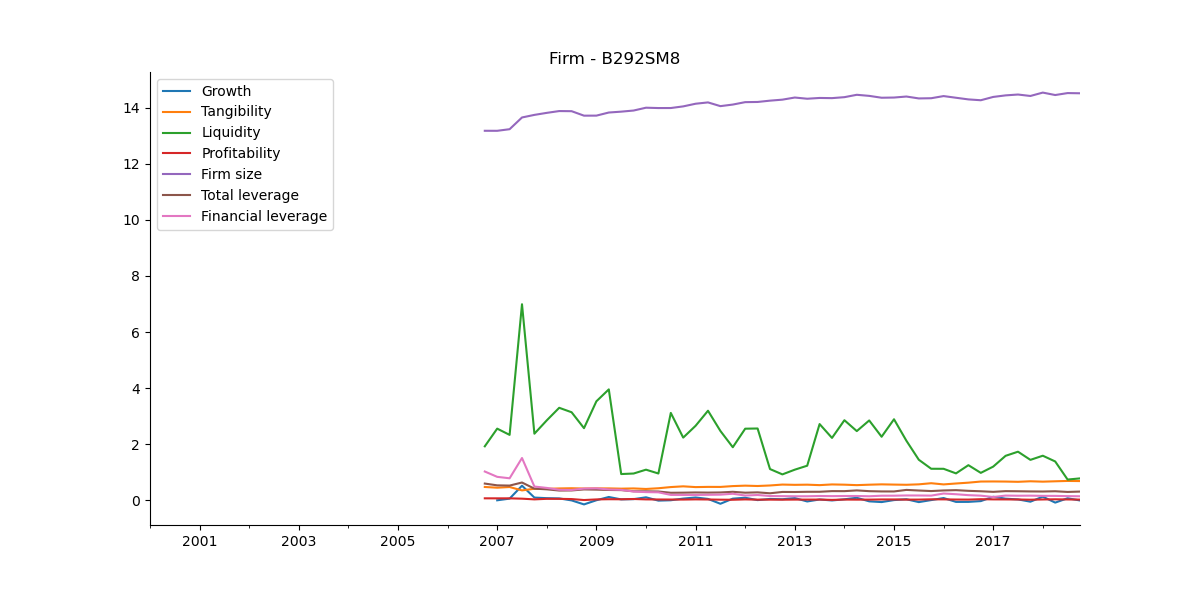 Firm - B292SM8
Growth
Tangibility
Liquidity
Profitability
Firm size
Total leverage
Financial leverage
14
12
10
8
6
4
2
0
2001 2003 2005 2007 2009 2011 2013 2015 2017